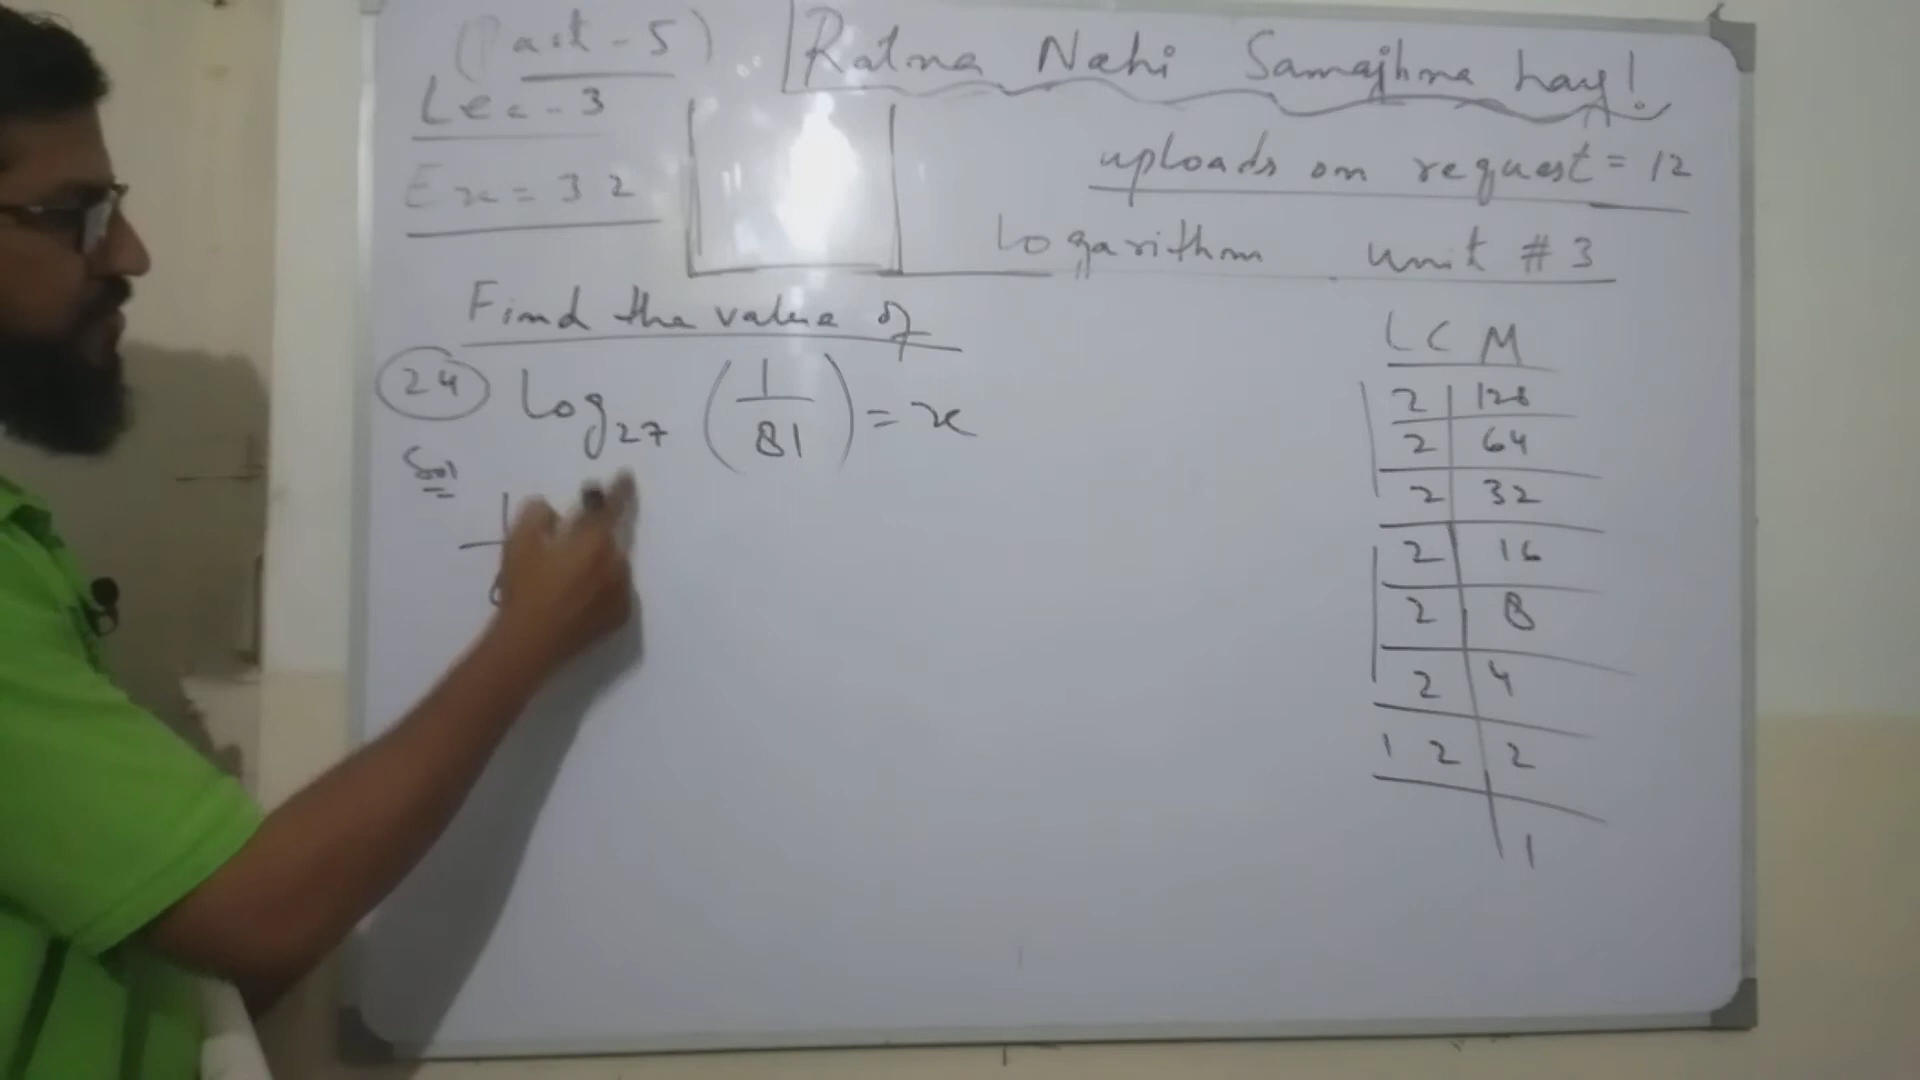 (Part - 5)
Ratna Nahi Samajhna hay!
Lec - 3
uploads on request = 12
Ex = 32
Logarithm unit # 3
Find the value of
24 Log27 (1/81) = x
Sol
1
LCM
2 128
2 64
2 32
2 16
2 8
2 4
1 2 2
1